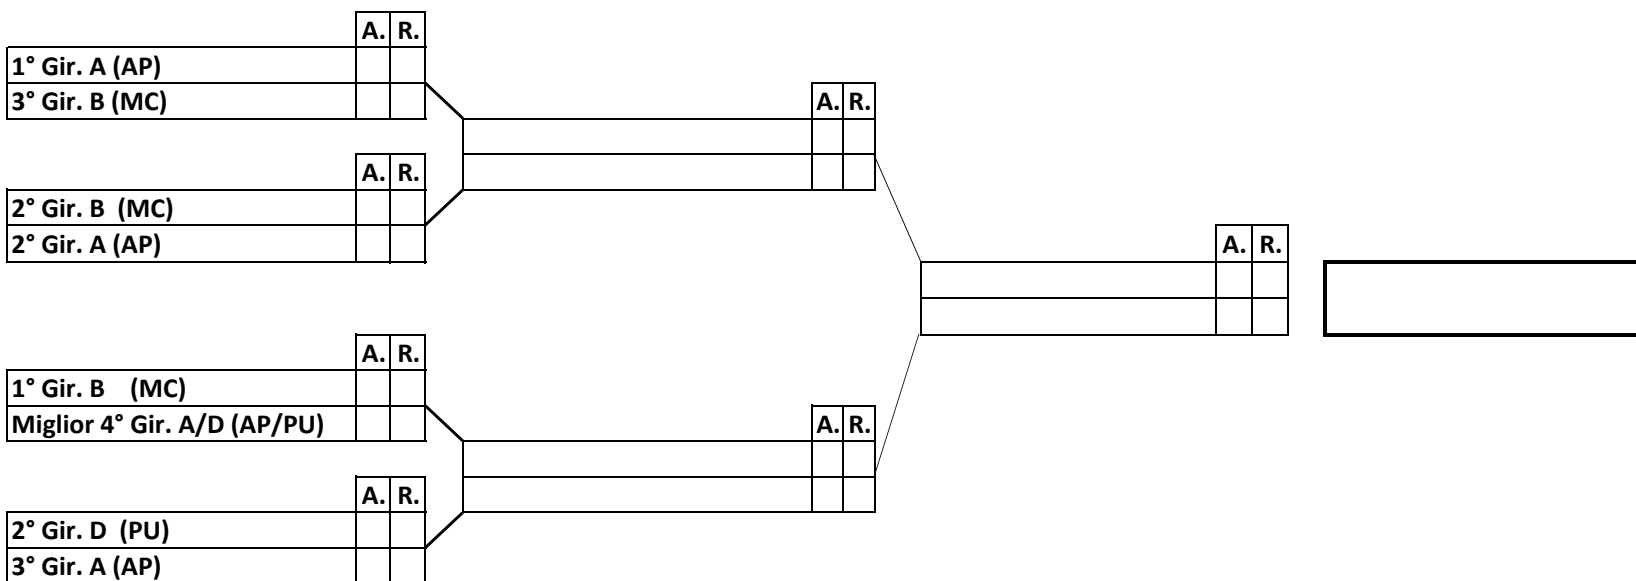 A. R.
1° Gir. A (AP)
3° Gir. B (MC)
A. R.
A. R.
2° Gir. B (MC)
2° Gir. A (AP)
A. R.
A. R.
1° Gir. B (MC)
Miglior 4° Gir. A/D (AP/PU)
A. R.
A. R.
2° Gir. D (PU)
3° Gir. A (AP)